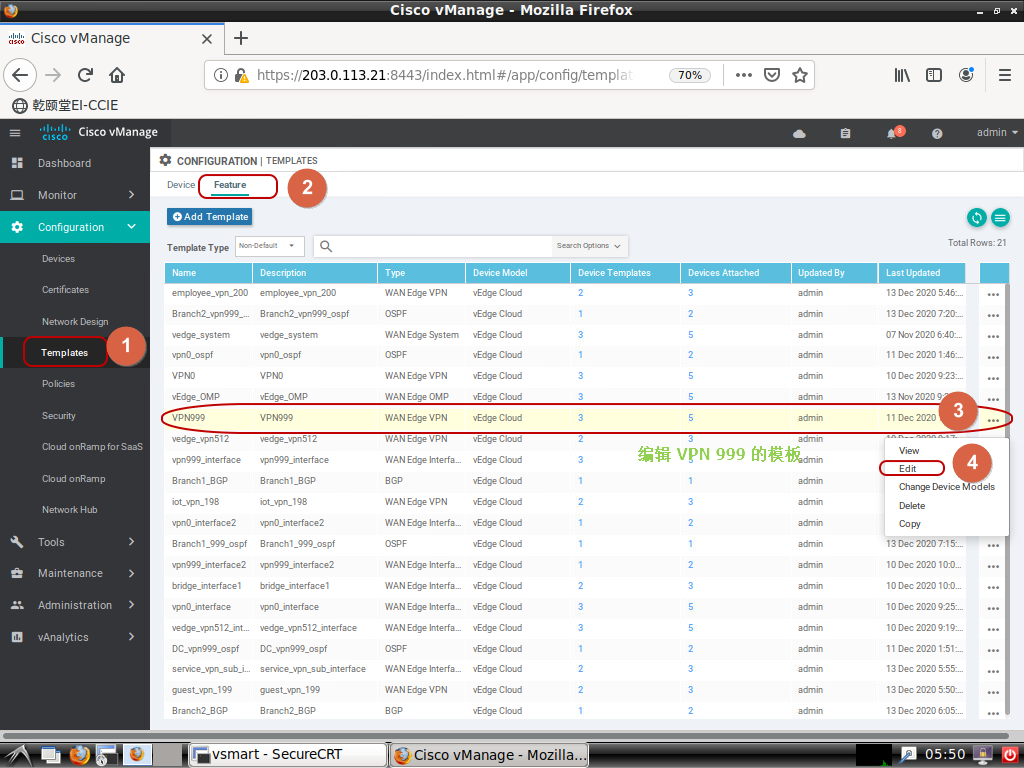 Cisco vManage - Mozilla Firefox
Cisco vManage
https://203.0.113.21:8443/index.html#/app/config/templat
70%
乾颐堂EI-CCIE
Cisco vManage
8
admin
Dashboard
Monitor
Configuration
Devices
Certificates
Network Design
Templates
1
Policies
Security
Cloud onRamp for SaaS
Cloud onRamp
Network Hub
Tools
Maintenance
Administration
vAnalytics
CONFIGURATION | TEMPLATES
Device Feature
2
Add Template
Template Type Non-Default Search Options
Total Rows: 21
Name Description Type Device Model Device Templates Devices Attached Updated By Last Updated
employee_vpn_200 employee_vpn_200 WAN Edge VPN vEdge Cloud 2 3 admin 13 Dec 2020 5:46:...
Branch2_vpn999_... Branch2_vpn999_ospf OSPF vEdge Cloud 1 2 admin 13 Dec 2020 7:20:...
vedge_system vedge_system WAN Edge System vEdge Cloud 3 5 admin 07 Nov 2020 6:40:...
vpn0_ospf vpn0_ospf OSPF vEdge Cloud 1 2 admin 11 Dec 2020 1:46:...
VPN0 VPN0 WAN Edge VPN vEdge Cloud 3 5 admin 10 Dec 2020 9:23:...
vEdge_OMP vEdge_OMP WAN Edge OMP vEdge Cloud 3 5 admin 13 Nov 2020
VPN999 VPN999 WAN Edge VPN vEdge Cloud 3 5 admin 11 Dec 2020
3
vedge_vpn512 vedge_vpn512 WAN Edge VPN vEdge Cloud 2 3 admin
vpn999_interface vpn999_interface WAN Edge Interfa... vEdge Cloud 3
编辑 VPN 999 的模板
Branch1_BGP Branch1_BGP BGP vEdge Cloud 1 1 admin
iot_vpn_198 iot_vpn_198 WAN Edge VPN vEdge Cloud 2 3 admin
vpn0_interface2 vpn0_interface2 WAN Edge Interfa... vEdge Cloud 1 2 admin
Branch1_999_ospf Branch1_999_ospf OSPF vEdge Cloud 1 1 admin 13 Dec 2020 7:15:...
vpn999_interface2 vpn999_interface2 WAN Edge Interfa... vEdge Cloud 1 2 admin 10 Dec 2020 10:0...
bridge_interface1 bridge_interface1 WAN Edge Interfa... vEdge Cloud 2 3 admin 10 Dec 2020 10:0...
vpn0_interface vpn0_interface WAN Edge Interfa... vEdge Cloud 3 5 admin 10 Dec 2020 9:25:...
vedge_vpn512_int... vedge_vpn512_interface WAN Edge Interfa... vEdge Cloud 3 5 admin 10 Dec 2020 9:19:...
DC_vpn999_ospf DC_vpn999_ospf OSPF vEdge Cloud 1 2 admin 11 Dec 2020 1:51:...
service_vpn_sub_i... service_vpn_sub_interface WAN Edge Interfa... vEdge Cloud 2 3 admin 13 Dec 2020 5:55:...
guest_vpn_199 guest_vpn_199 WAN Edge VPN vEdge Cloud 2 3 admin 13 Dec 2020 5:50:...
Branch2_BGP Branch2_BGP BGP vEdge Cloud 1 2 admin 13 Dec 2020 6:05:...
View
Edit
4
Change Device Models
Delete
Copy
vsmart - SecureCRT
Cisco vManage - Mozilla...
05:50